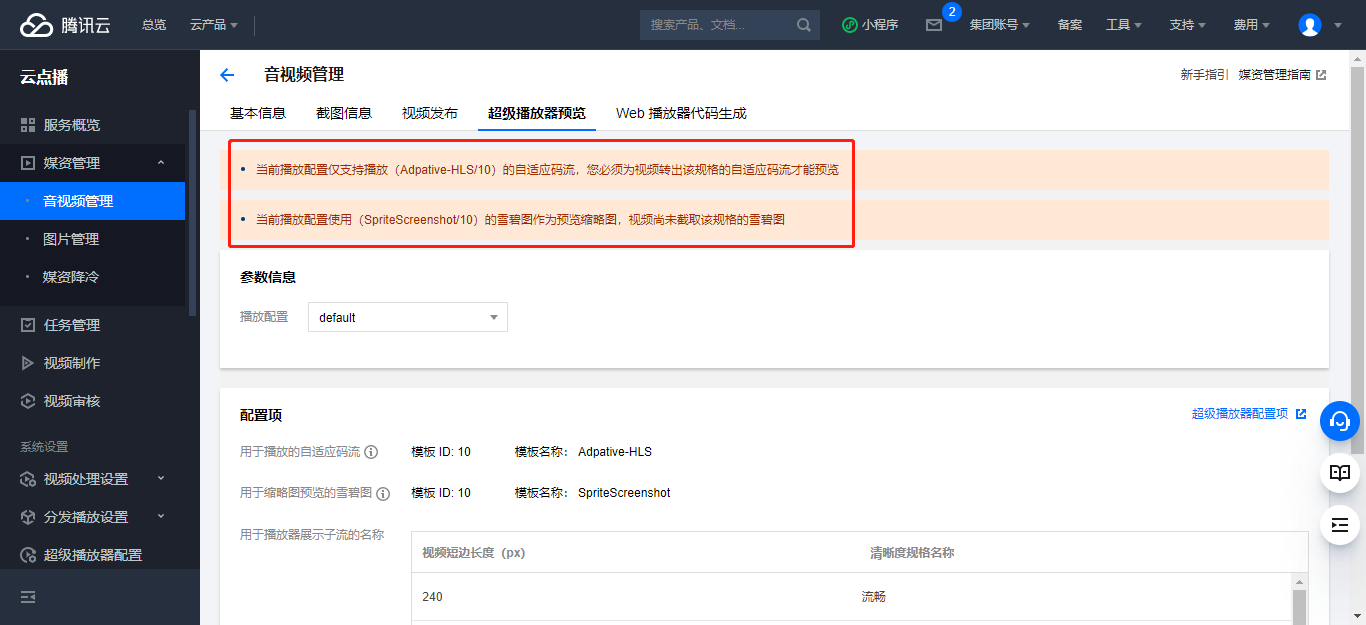 腾讯云
总览
云产品
搜索产品、文档...
小程序
2
集团账号
备案
工具
支持
费用
云点播
服务概览
媒资管理
音视频管理
图片管理
媒资降冷
任务管理
视频制作
视频审核
系统设置
视频处理设置
分发播放设置
超级播放器配置
音视频管理
新手指引
媒资管理指南
基本信息
截图信息
视频发布
超级播放器预览
Web 播放器代码生成
当前播放配置仅支持播放（Adpative-HLS/10）的自适应码流，您必须为视频转出该规格的自适应码流才能预览
当前播放配置使用（SpriteScreenshot/10）的雪碧图作为预览缩略图，视频尚未截取该规格的雪碧图
参数信息
播放配置
default
配置项
超级播放器配置项
用于播放的自适应码流
模板 ID: 10
模板名称： Adpative-HLS
用于缩略图预览的雪碧图
模板 ID: 10
模板名称： SpriteScreenshot
用于播放器展示子流的名称
视频短边长度（px）
清晰度规格名称
240
流畅